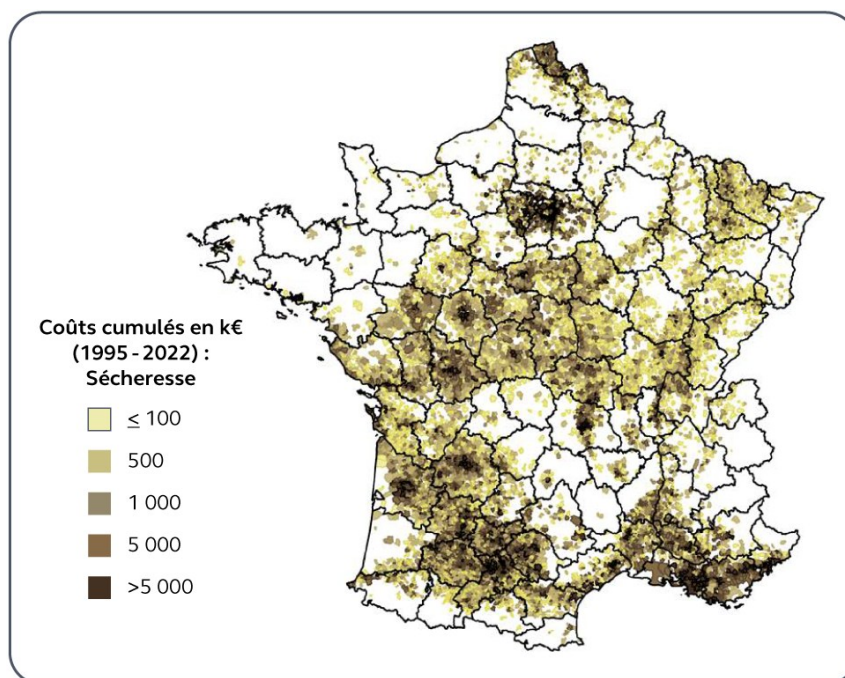 Coûts cumulés en k€
(1995 - 2022) :
Sécheresse
≤ 100
500
1 000
5 000
>5 000